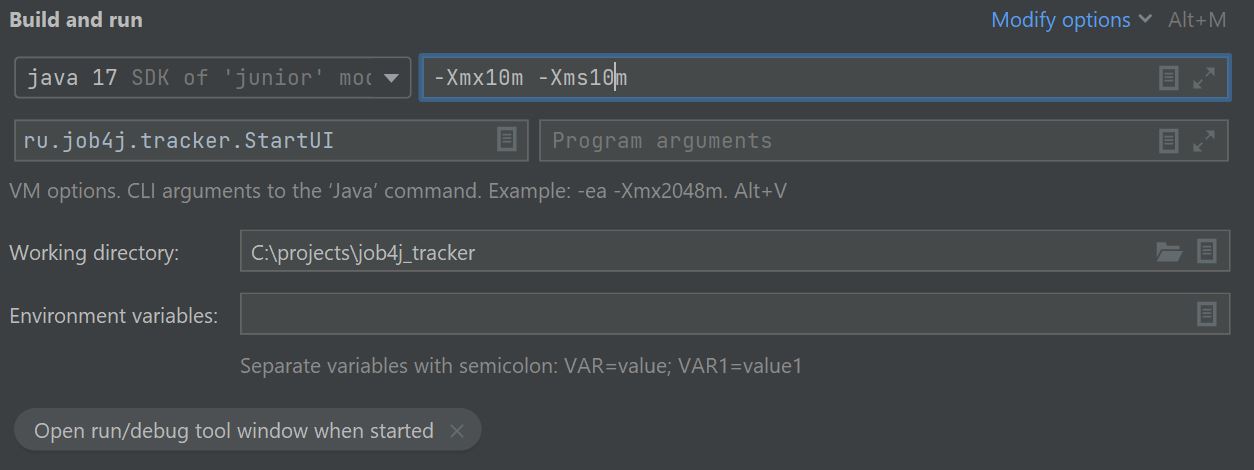 Build and run Modify options Alt+M
java 17 SDK of 'junior' -Xmx10m -Xms10m
ru.job4j.tracker.StartUI Program arguments
VM options. CLI arguments to the ‘Java’ command. Example: -ea -Xmx2048m. Alt+V
Working directory: C:\projects\job4j_tracker
Environment variables:
Separate variables with semicolon: VAR=value; VAR1=value1
Open run/debug tool window when started